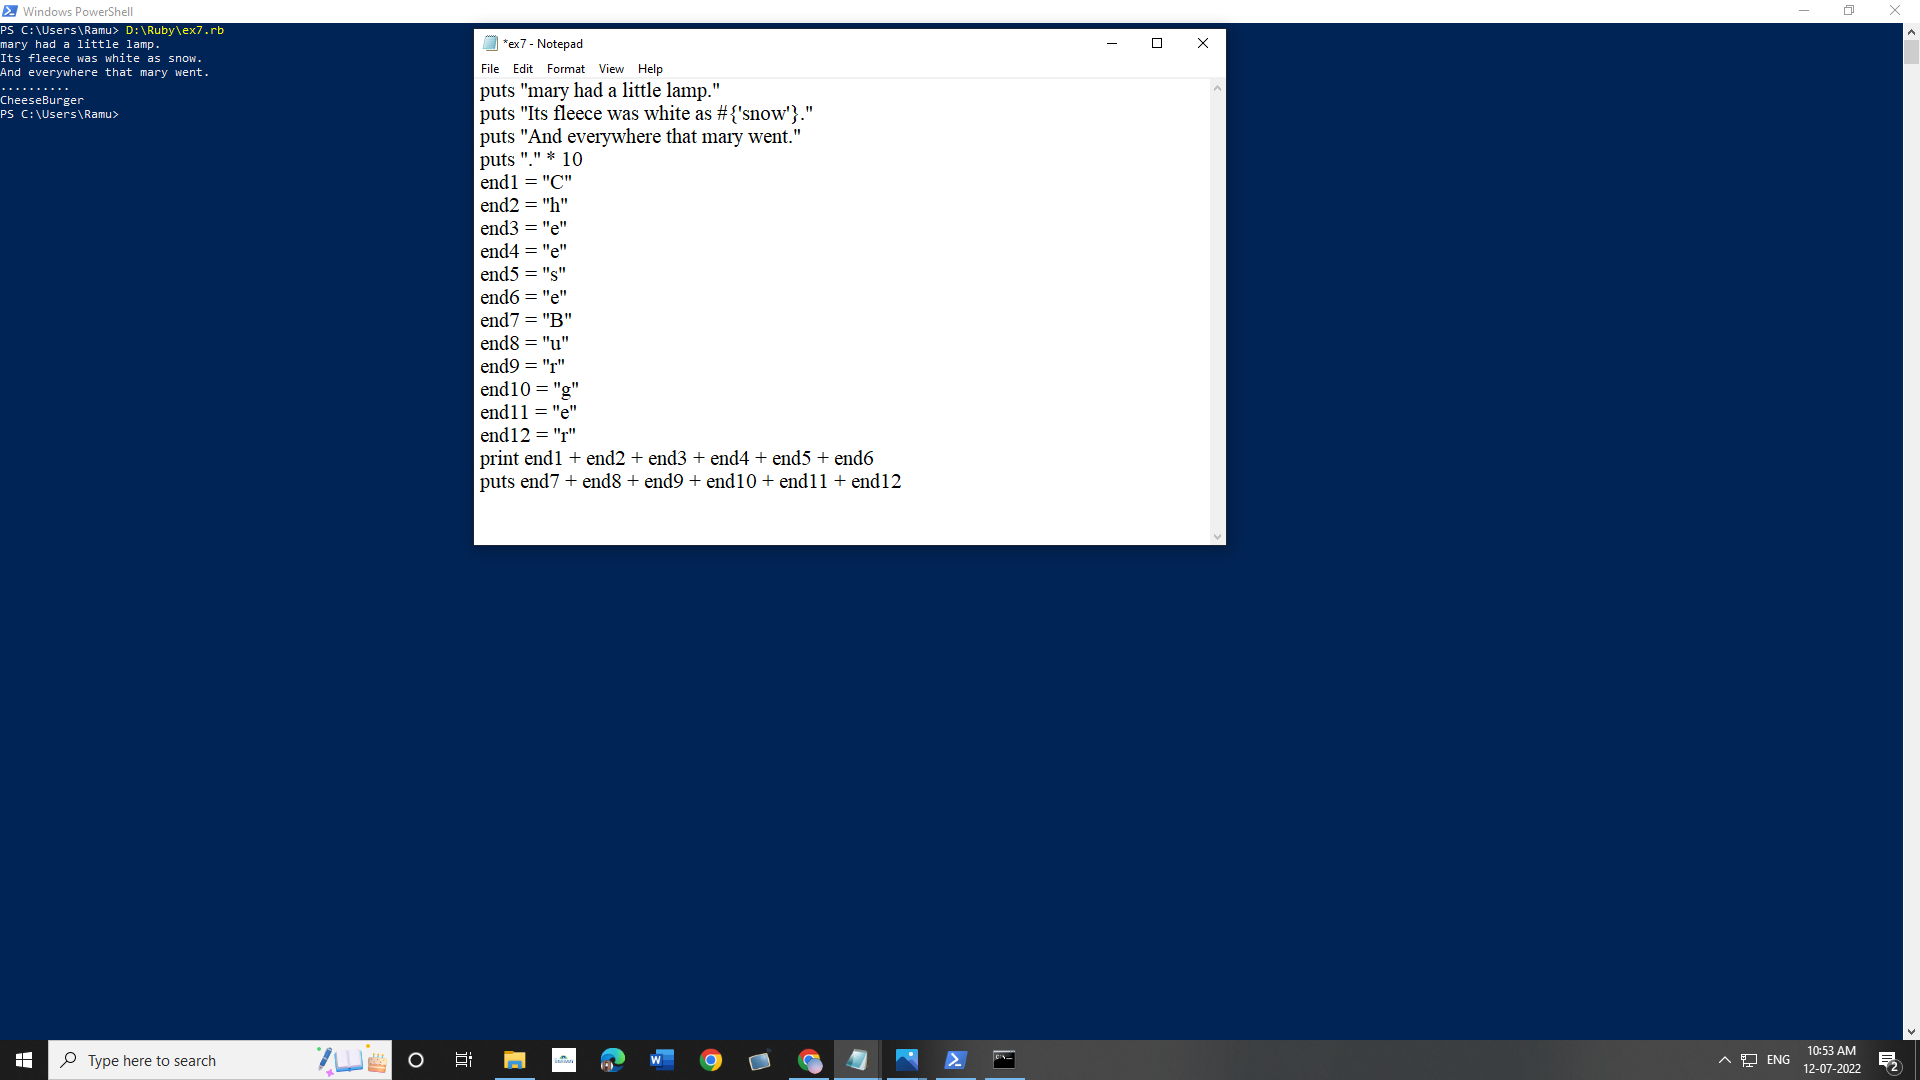 Windows PowerShell
PS C:\Users\Ramu> D:\Ruby\ex7.rb
mary had a little lamp.
Its fleece was white as snow.
And everywhere that mary went.
..........
CheeseBurger
PS C:\Users\Ramu>
*ex7 - Notepad
File Edit Format View Help
puts "mary had a little lamp."
puts "Its fleece was white as #{'snow'}."
puts "And everywhere that mary went."
puts "." * 10
end1 = "C"
end2 = "h"
end3 = "e"
end4 = "e"
end5 = "s"
end6 = "e"
end7 = "B"
end8 = "u"
end9 = "r"
end10 = "g"
end11 = "e"
end12 = "r"
print end1 + end2 + end3 + end4 + end5 + end6
puts end7 + end8 + end9 + end10 + end11 + end12
Type here to search
ENG
10:53 AM
12-07-2022
2